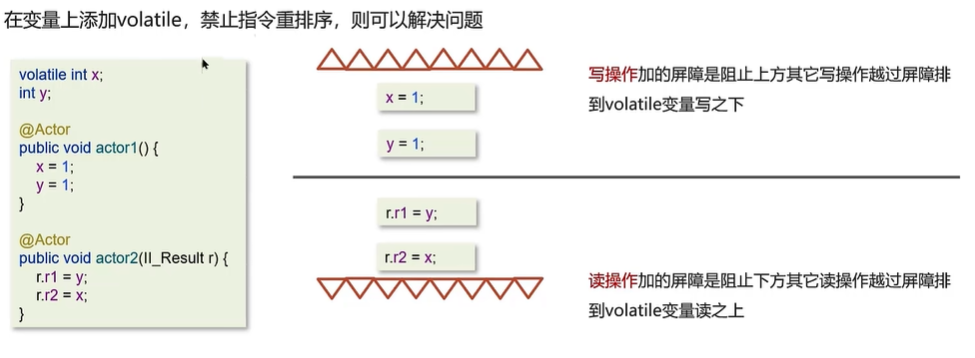 在变量上添加volatile，禁止指令重排序，则可以解决问题
volatile int x;
int y;
@Actor
public void actor1() {
x = 1;
y = 1;
}
@Actor
public void actor2(II_Result r) {
r.r1 = y;
r.r2 = x;
}
x = 1;
y = 1;
r.r1 = y;
r.r2 = x;
写操作加的屏障是阻止上方其它写操作越过屏障排
到volatile变量写之下
读操作加的屏障是阻止下方其它读操作越过屏障排
到volatile变量读之上